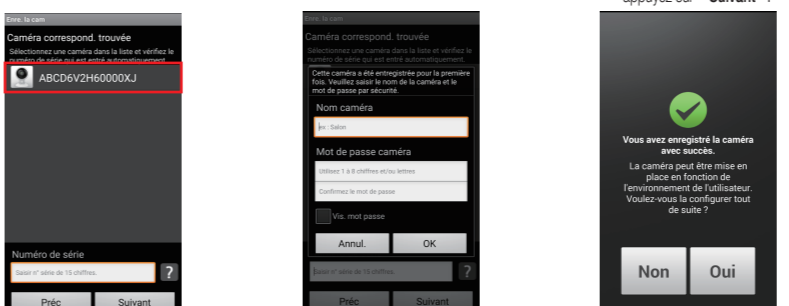 appuyez sur "Suivant".
Enre. la cam
Caméra correspond. trouvée
Sélectionnez une caméra dans la liste et vérifiez le
numéro de série qui est entré automatiquement.
ABCD6V2H60000XJ
Numéro de série
Saisir n° série de 15 chiffres.
?
Préc
Suivant
Enre. la cam
Caméra correspond. trouvée
Sélectionnez une caméra dans la liste et vérifiez le
numéro de série qui est entré automatiquement.
Cette caméra a été entregistrée pour la première
fois. Veuillez saisir le nom de la caméra et le
mot de passe par sécurité.
Nom caméra
ex : Salon
Mot de passe caméra
Utilisez 1 à 8 chiffres et/ou lettres
Confirmez le mot de passe
Vis. mot passe
Annul.
OK
Saisir n° série de 15 chiffres.
?
Préc
Suivant
Vous avez enregistré la caméra
avec succès.
La caméra peut être mise en
place en fonction de
l'environnement de l'utilisateur.
Voulez-vous la configurer tout
de suite ?
Non
Oui